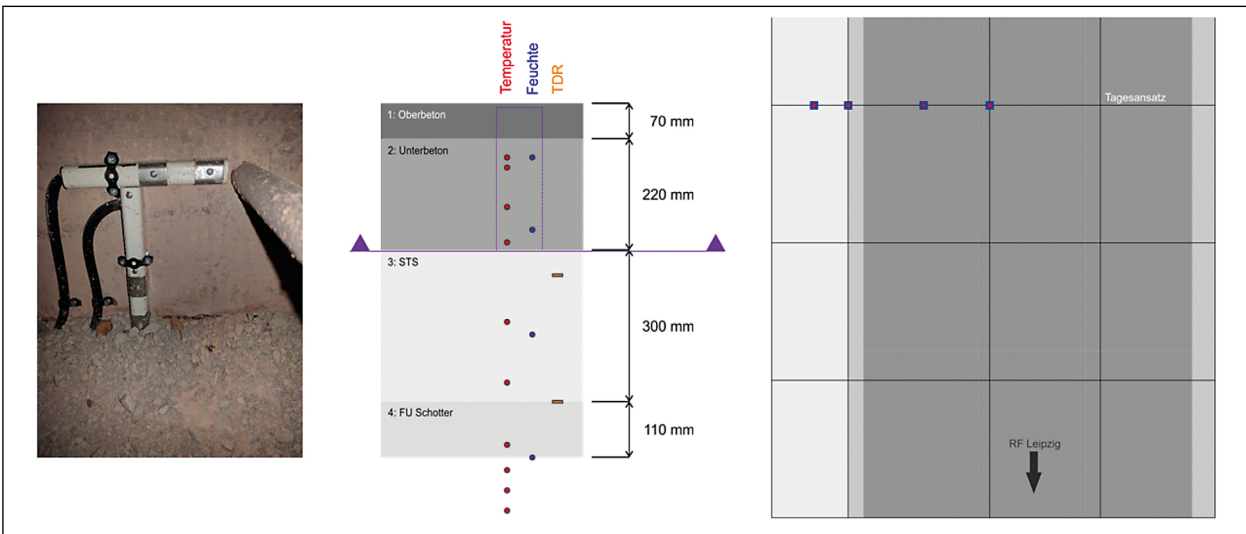 Temperatur
Feuchte
TDR
1: Oberbeton
70 mm
2: Unterbeton
220 mm
3: STS
300 mm
4: FU Schotter
110 mm
Tagesansatz
RF Leipzig